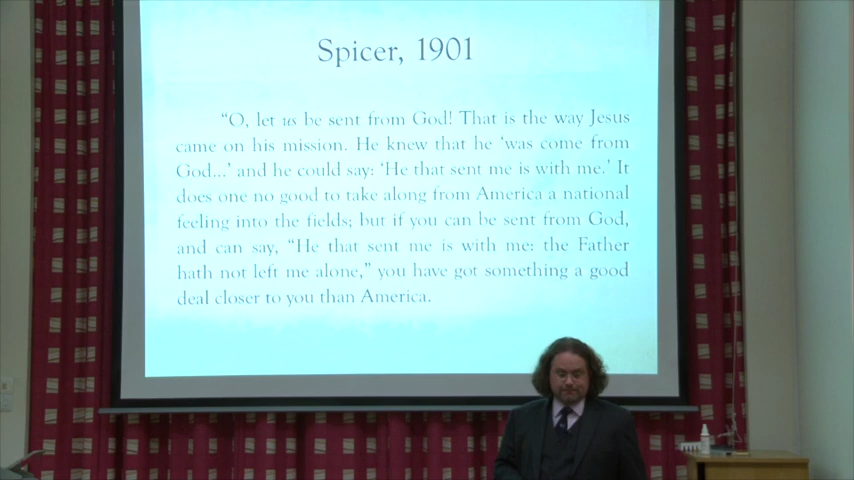 Spicer, 1901
“O, let us be sent from God! That is the way Jesus
came on his mission. He knew that he ‘was come from
God...’ and he could say: ‘He that sent me is with me.’ It
does one no good to take along from America a national
feeling into the fields; but if you can be sent from God,
and can say, “He that sent me is with me: the Father
hath not left me alone,” you have got something a good
deal closer to you than America.